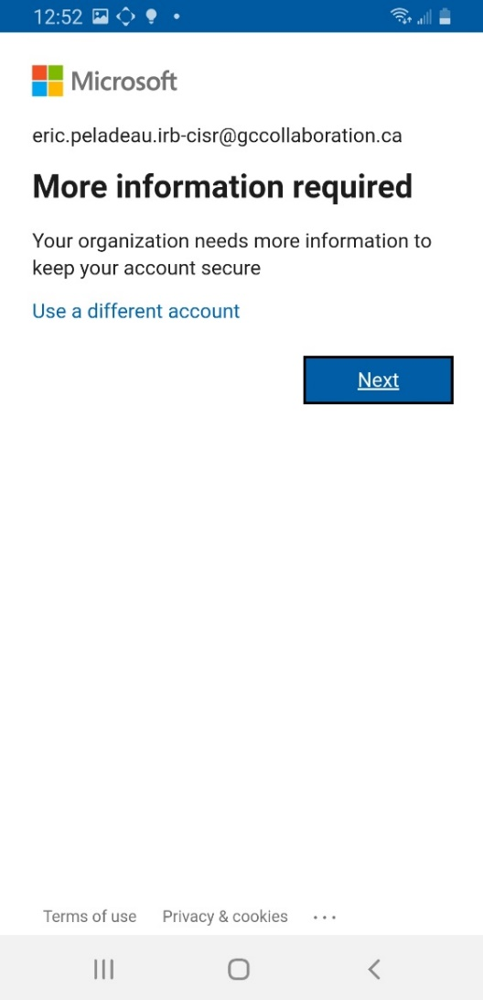 12:52
Microsoft
eric.peladeau.irb-cisr@gccollaboration.ca
More information required
Your organization needs more information to
keep your account secure
Use a different account
Next
Terms of use Privacy & cookies ...